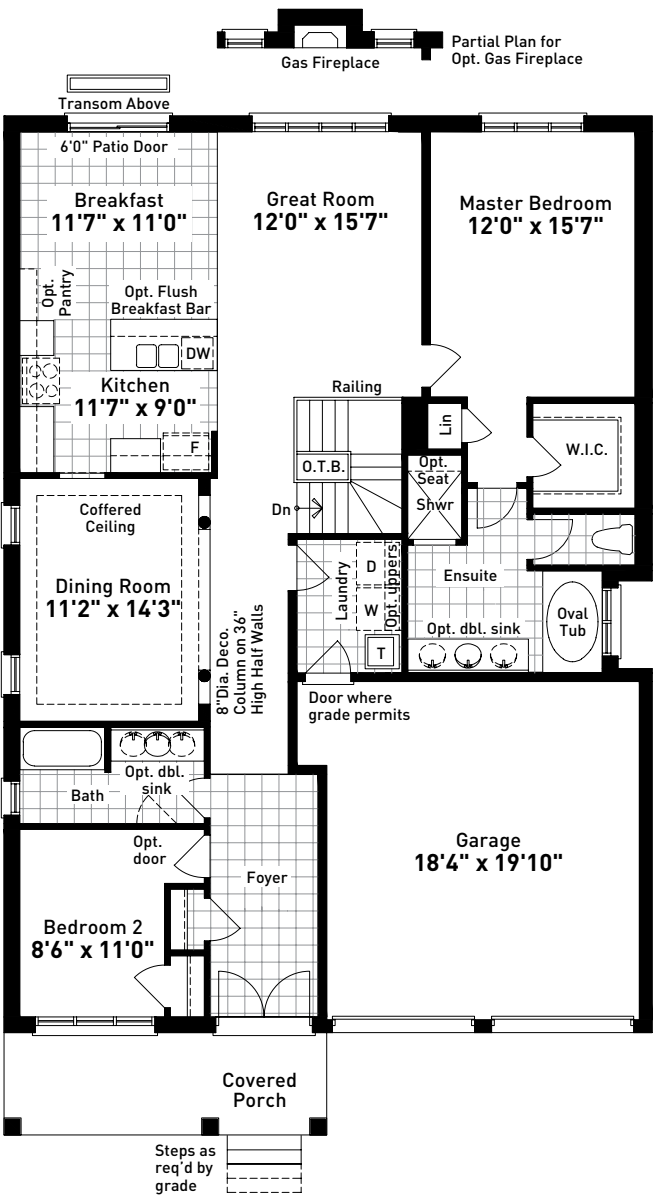 Partial Plan for
Opt. Gas Fireplace
Gas Fireplace
Transom Above
6'0" Patio Door
Breakfast
11'7" x 11'0"
Great Room
12'0" x 15'7"
Master Bedroom
12'0" x 15'7"
Opt.
Pantry
Opt. Flush
Breakfast Bar
DW
Kitchen
11'7" x 9'0"
F
Railing
Lin
W.I.C.
O.T.B.
Opt.
Seat
Shwr
Dn
Coffered
Ceiling
Dining Room
11'2" x 14'3"
8"Dia. Deco.
Column on 36"
High Half Walls
Laundry
D
W
Opt. uppers
T
Ensuite
Opt. dbl. sink
Oval
Tub
Door where
grade permits
Opt. dbl.
sink
Bath
Opt.
door
Foyer
Garage
18'4" x 19'10"
Bedroom 2
8'6" x 11'0"
Covered
Porch
Steps as
req'd by
grade